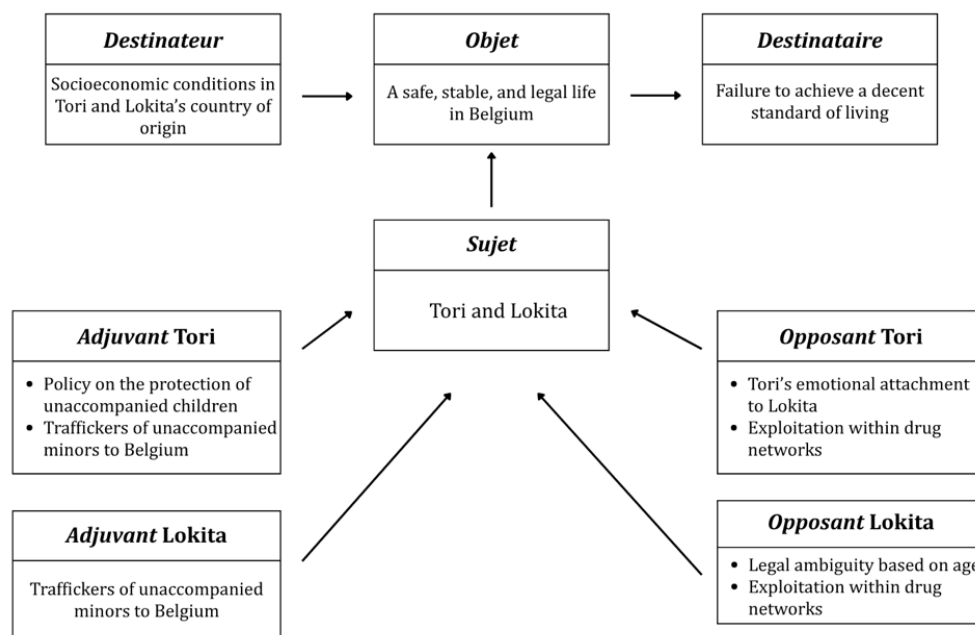 Destinateur
Socioeconomic conditions in
Tori and Lokita’s country of
origin
Objet
A safe, stable, and legal life
in Belgium
Destinataire
Failure to achieve a decent
standard of living
Sujet
Tori and Lokita
Adjuvant Tori
• Policy on the protection of
unaccompanied children
• Traffickers of unaccompanied
minors to Belgium
Opposant Tori
• Tori’s emotional attachment
to Lokita
• Exploitation within drug
networks
Adjuvant Lokita
Traffickers of unaccompanied
minors to Belgium
Opposant Lokita
• Legal ambiguity based on age
• Exploitation within drug
networks